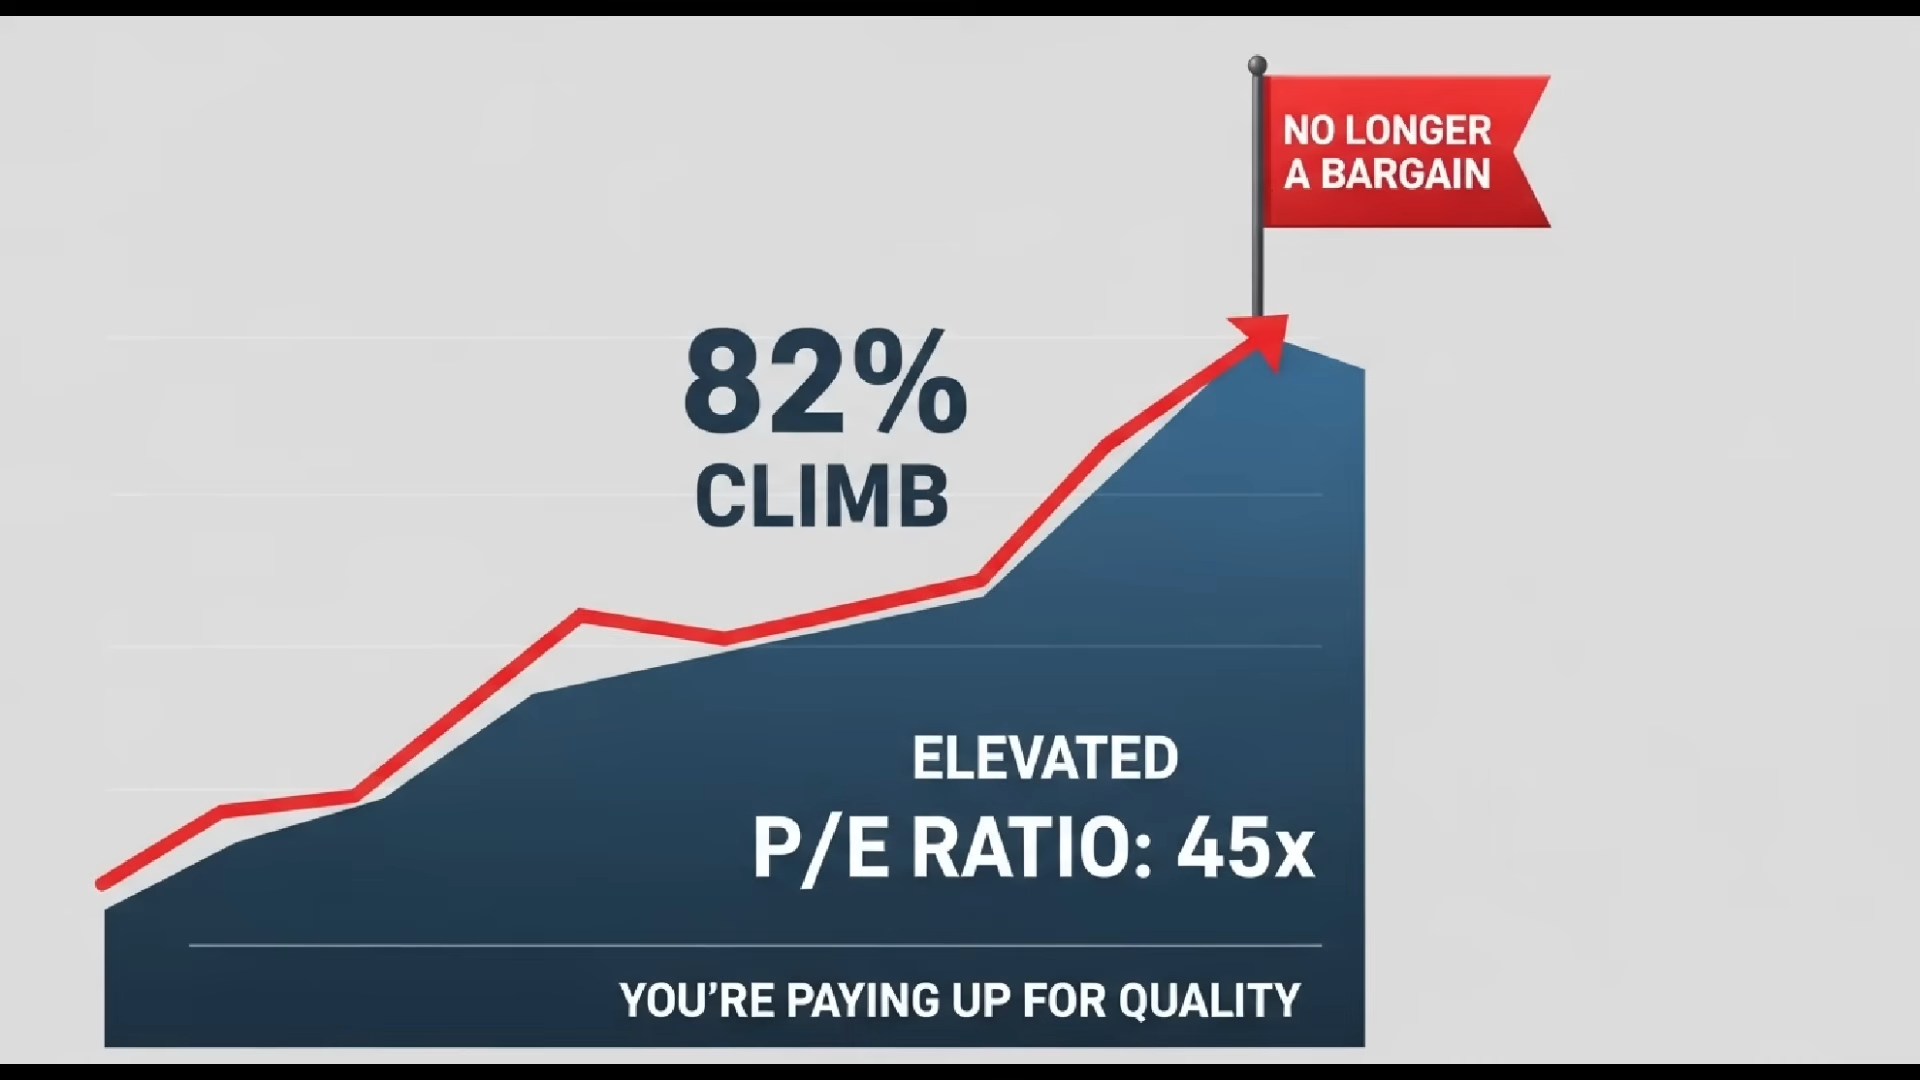 NO LONGER
A BARGAIN
82%
CLIMB
ELEVATED
P/E RATIO: 45x
YOU'RE PAYING UP FOR QUALITY